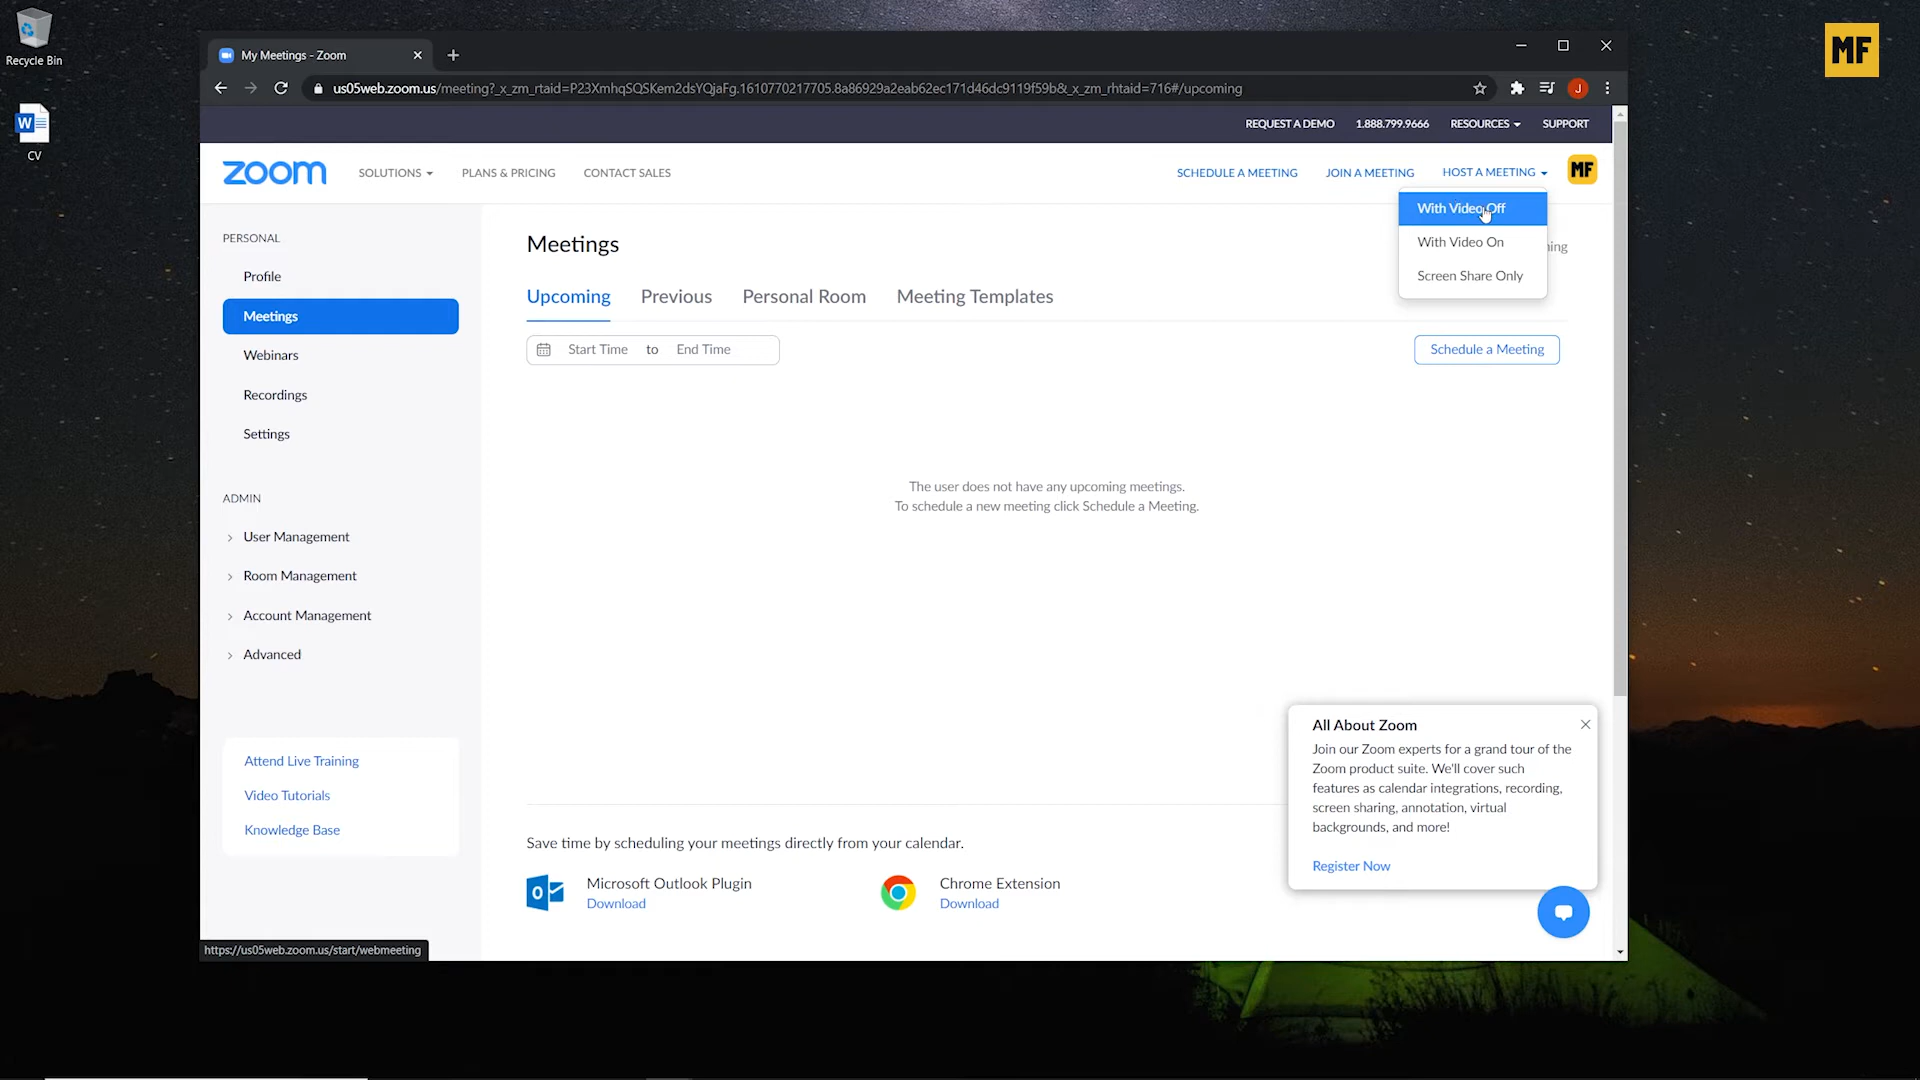 Recycle Bin
CV
MF
My Meetings - Zoom
us05web.zoom.us/meeting?_x_zm_rtaid=P23XmhqSQSKem2dsYQjaFg.1610770217705.8a86929a2eab62ec171d46dc9119f59b&_x_zm_rhtaid=716#/upcoming
J
REQUEST A DEMO 1.888.799.9666 RESOURCES SUPPORT
zoom SOLUTIONS PLANS & PRICING CONTACT SALES SCHEDULE A MEETING JOIN A MEETING HOST A MEETING MF
With Video Off
With Video On
Screen Share Only
PERSONAL
Profile
Meetings
Webinars
Recordings
Settings
ADMIN
User Management
Room Management
Account Management
Advanced
Attend Live Training
Video Tutorials
Knowledge Base
Meetings
Upcoming Previous Personal Room Meeting Templates
Start Time to End Time
Schedule a Meeting
The user does not have any upcoming meetings.
To schedule a new meeting click Schedule a Meeting.
Save time by scheduling your meetings directly from your calendar.
Microsoft Outlook Plugin
Download
Chrome Extension
Download
All About Zoom
Join our Zoom experts for a grand tour of the
Zoom product suite. We'll cover such
features as calendar integrations, recording,
screen sharing, annotation, virtual
backgrounds, and more!
Register Now
https://us05web.zoom.us/start/webmeeting